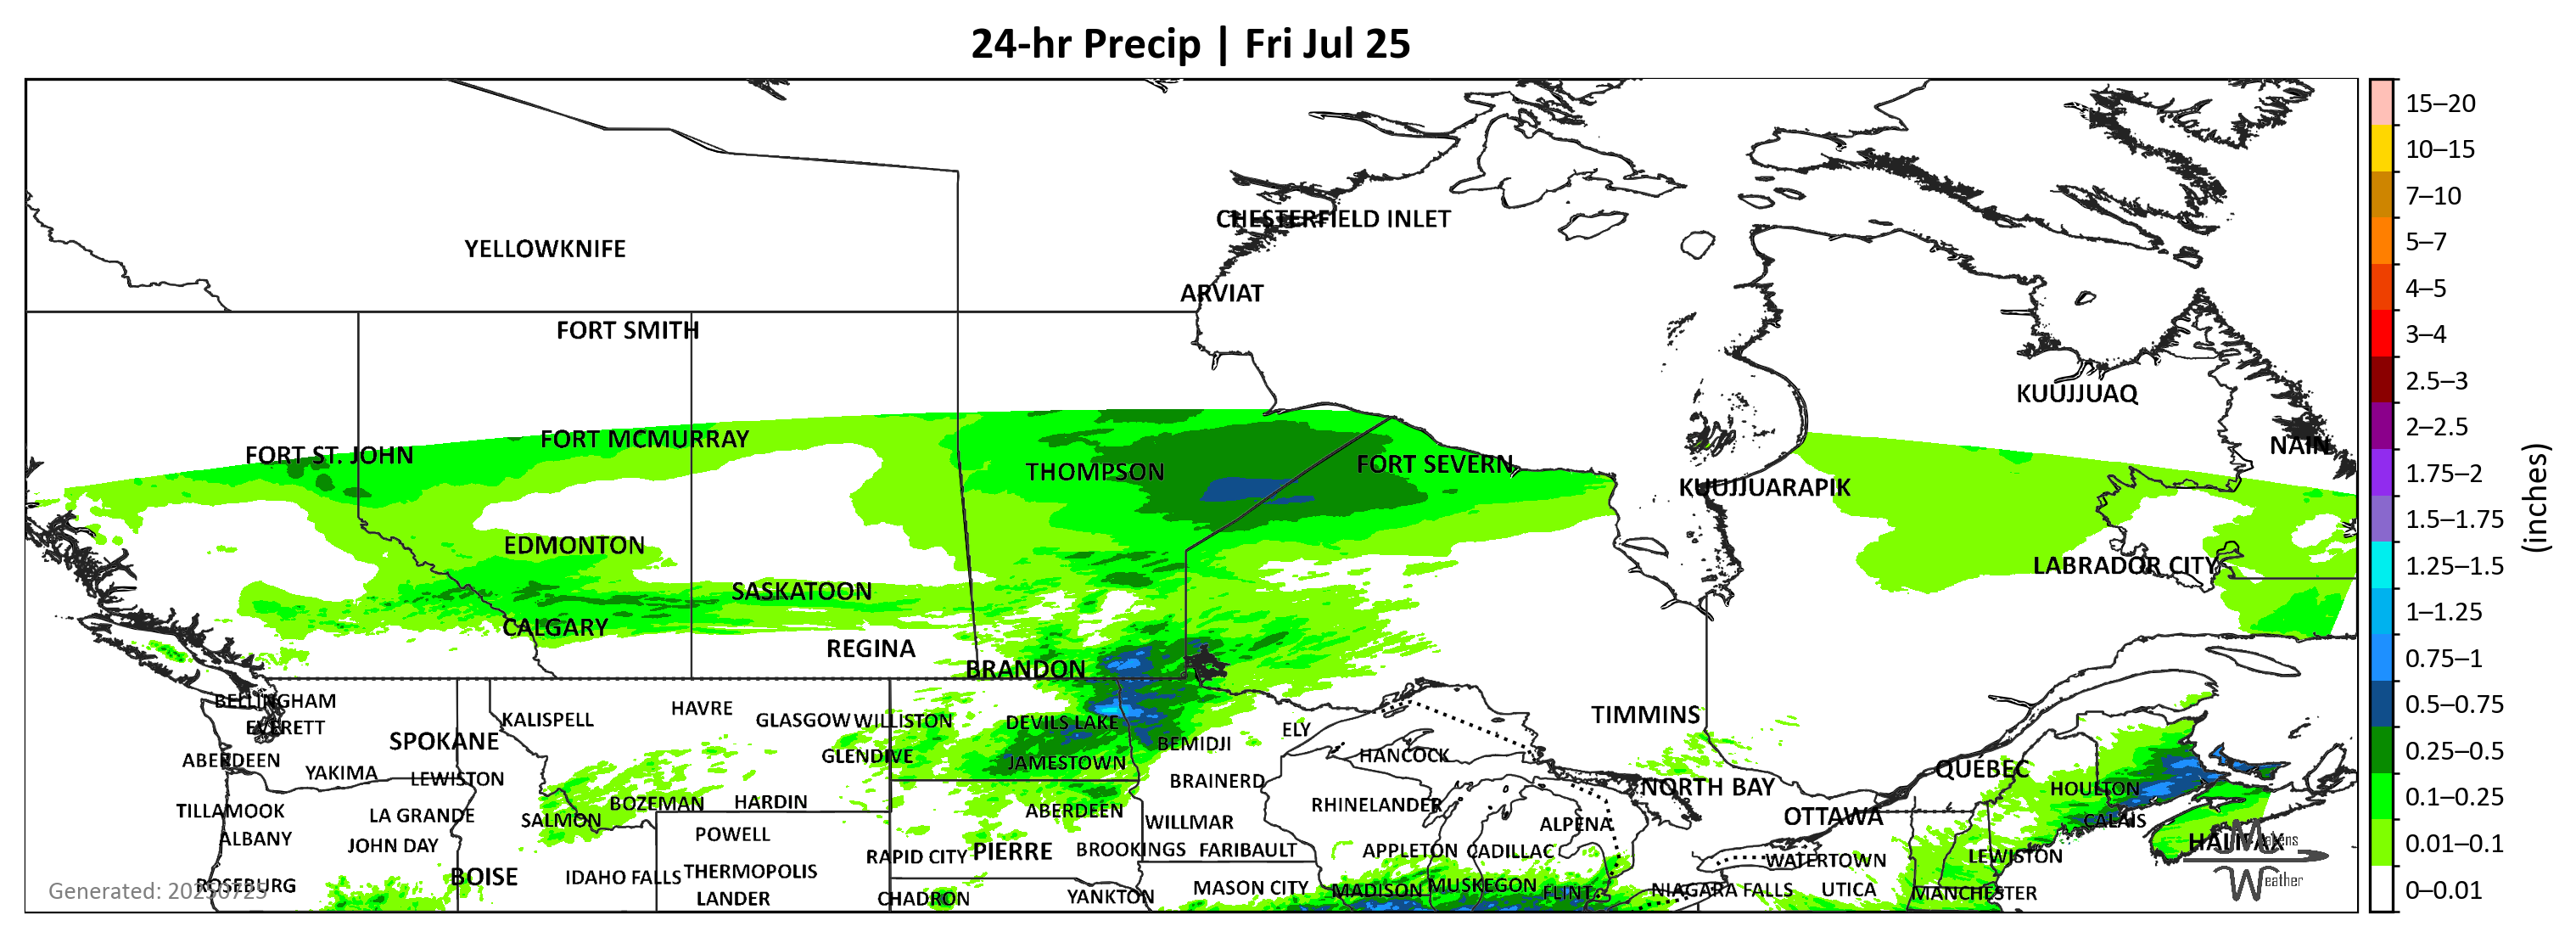 24-hr Precip | Fri Jul 25
CHESTERFIELD INLET
YELLOWKNIFE
ARVIAT
FORT SMITH
KUUJJUAQ
FORT MCMURRAY
NAIN
FORT ST. JOHN
THOMPSON
FORT SEVERN
KUUJJUARAPIK
EDMONTON
LABRADOR CITY
SASKATOON
CALGARY
REGINA
BRANDON
BELLINGHAM
KALISPELL
HAVRE
GLASGOW
WILLISTON
DEVILS LAKE
TIMMINS
EVERETT
ELY
SPOKANE
BEMIDJI
ABERDEEN
GLENDIVE
JAMESTOWN
HANCOCK
QUÉBEC
YAKIMA
LEWISTON
BRAINERD
NORTH BAY
HOULTON
TILLAMOOK
LA GRANDE
BOZEMAN
HARDIN
ABERDEEN
RHINELANDER
OTTAWA
SALMON
WILLMAR
ALPENA
CALAIS
ALBANY
JOHN DAY
POWELL
RAPID CITY
PIERRE
BROOKINGS
FARIBAULT
APPLETON
CADILLAC
WATERTOWN
LEWISTON
HALIFAX
ROSEBURG
BOISE
IDAHO FALLS
THERMOPOLIS
MASON CITY
MADISON
MUSKEGON
FLINT
NIAGARA FALLS
UTICA
MANCHESTER
LANDER
CHADRON
YANKTON
Generated: 20250725
Weather
15–20
10–15
7–10
5–7
4–5
3–4
2.5–3
2–2.5
1.75–2
1.5–1.75
1.25–1.5
1–1.25
0.75–1
0.5–0.75
0.25–0.5
0.1–0.25
0.01–0.1
0–0.01
(inches)